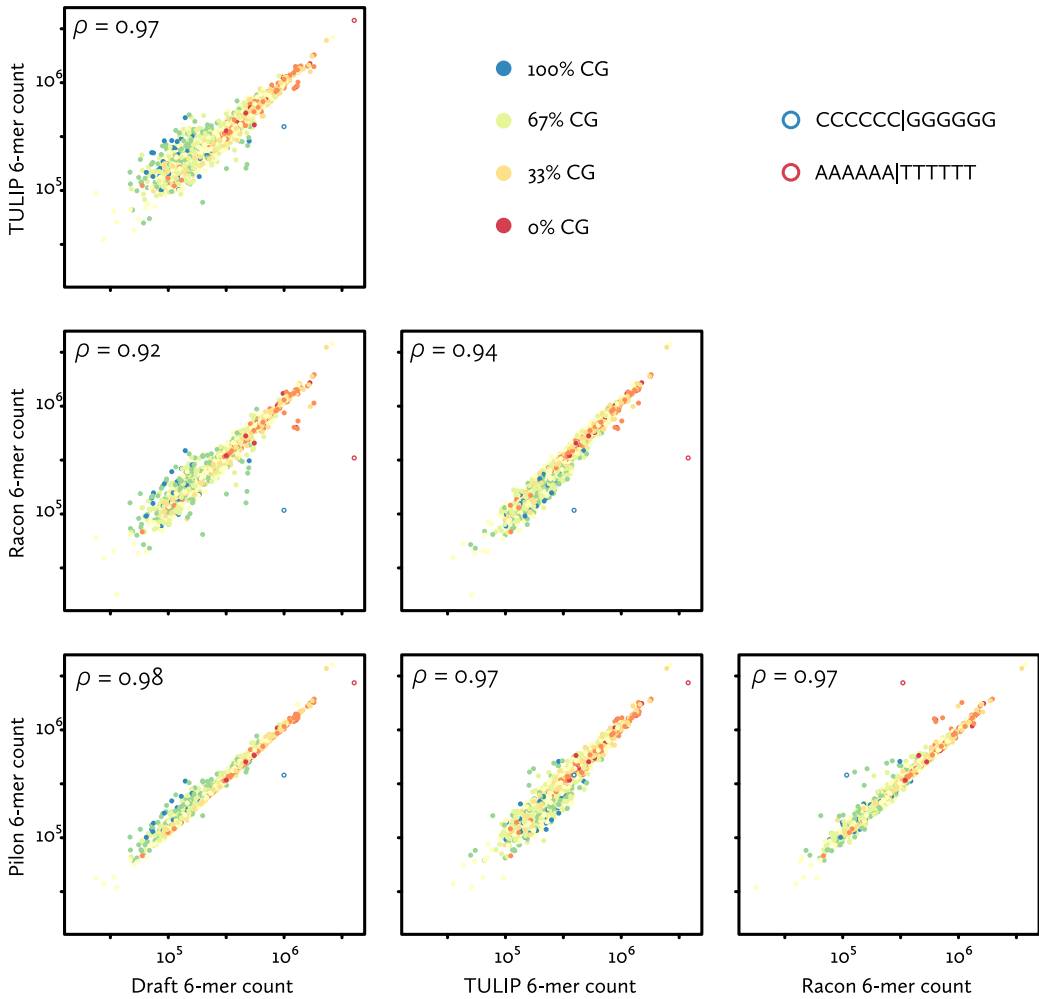 ρ = 0.97
10⁶
10⁵
TULIP 6-mer count
100% CG
67% CG
33% CG
0% CG
CCCCCC|GGGGGG
AAAAAA|TTTTTT
ρ = 0.92
10⁶
10⁵
Racon 6-mer count
ρ = 0.94
ρ = 0.98
10⁶
10⁵
Pilon 6-mer count
10⁵ 10⁶
Draft 6-mer count
ρ = 0.97
10⁵ 10⁶
TULIP 6-mer count
ρ = 0.97
10⁵ 10⁶
Racon 6-mer count